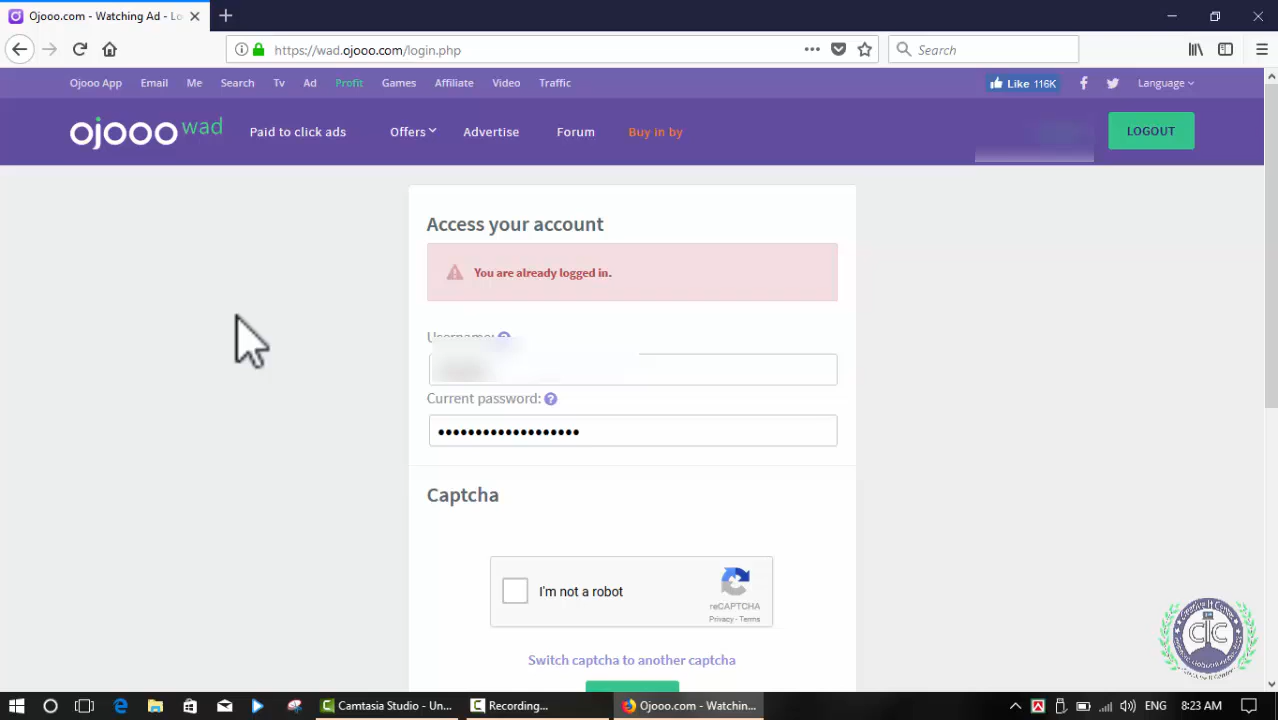 Ojooo.com - Watching Ad - Lo
https://wad.ojooo.com/login.php
Search
Ojooo App Email Me Search Tv Ad Profit Games Affiliate Video Traffic Like 116K Language
ojooo wad Paid to click ads Offers Advertise Forum Buy in by LOGOUT
Access your account
You are already logged in.
Username:
Current password:
Captcha
I'm not a robot
reCAPTCHA
Privacy - Terms
Switch captcha to another captcha
CIC
Camtasia Studio - Un...
Recording...
Ojooo.com - Watchin...
ENG
8:23 AM